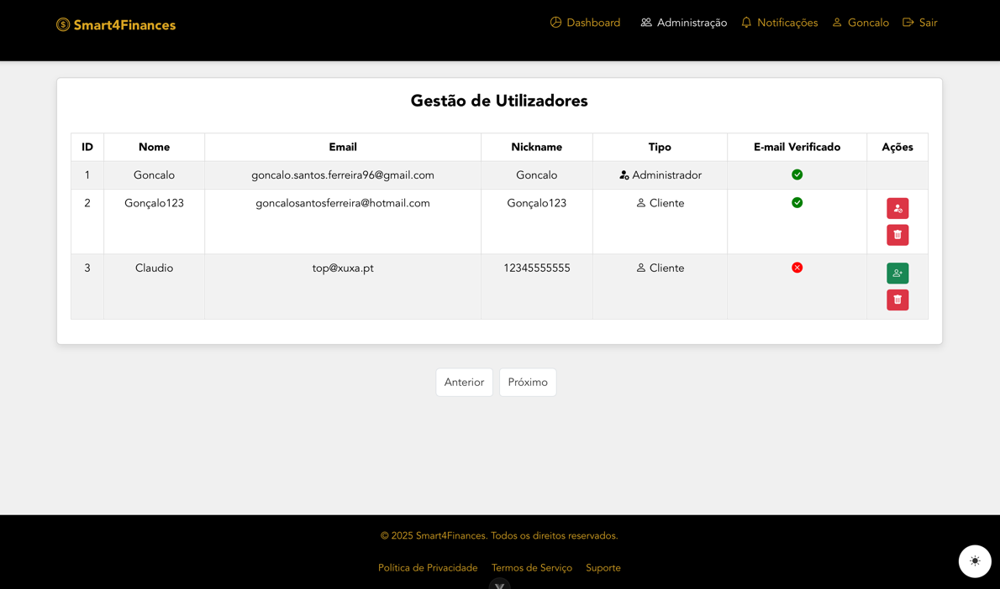 Smart4Finances
Dashboard
Administração
Notificações
Goncalo
Sair
Gestão de Utilizadores
ID Nome Email Nickname Tipo E-mail Verificado Ações
1 Goncalo goncalo.santos.ferreira96@gmail.com Goncalo Administrador
2 Gonçalo123 goncalosantosferreira@hotmail.com Gonçalo123 Cliente
3 Claudio top@xuxa.pt 12345555555 Cliente
Anterior
Próximo
© 2025 Smart4Finances. Todos os direitos reservados.
Política de Privacidade Termos de Serviço Suporte